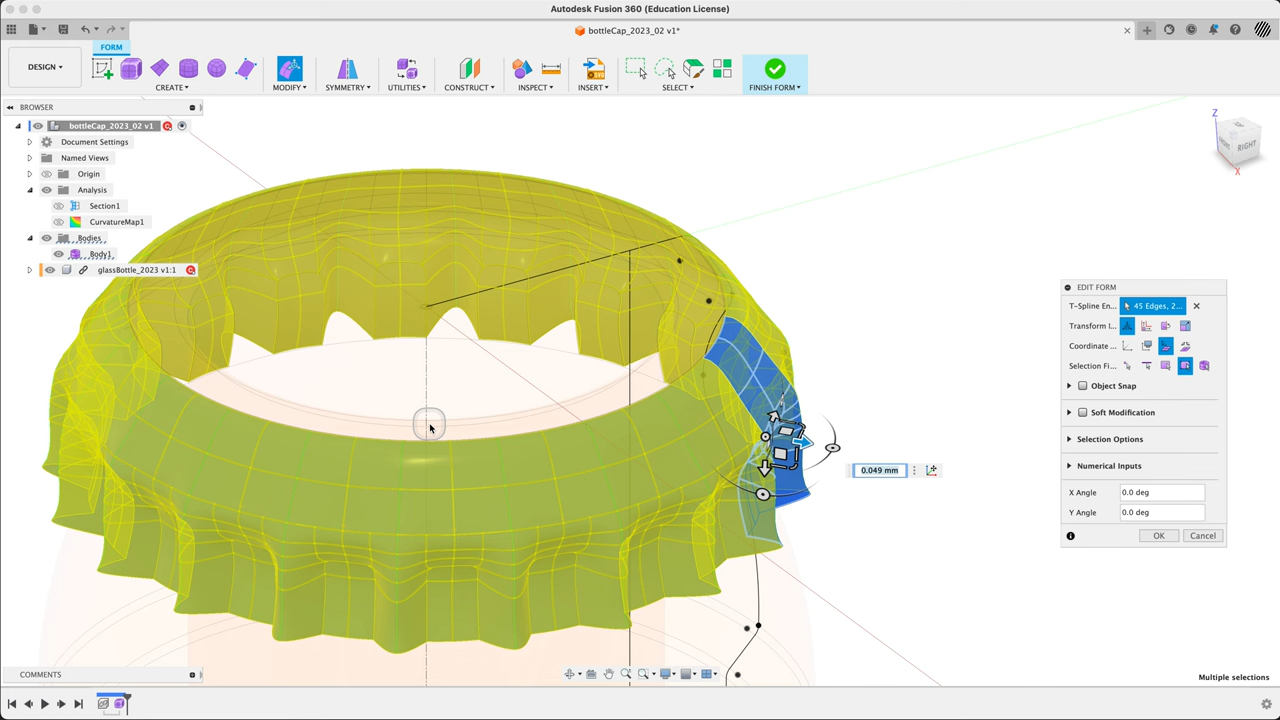 Autodesk Fusion 360 (Education License)
bottleCap_2023_02 v1*
FORM
DESIGN
CREATE
MODIFY
SYMMETRY
UTILITIES
CONSTRUCT
INSPECT
INSERT
SELECT
FINISH FORM
BROWSER
bottleCap_2023_02 v1
Document Settings
Named Views
Origin
Analysis
Section1
CurvatureMap1
Bodies
Body1
glassBottle_2023 v1:1
Z
TOP
FRONT
RIGHT
X
0.049 mm
EDIT FORM
T-Spline En...
45 Edges, 2...
Transform I...
Coordinate ...
Selection Fi...
Object Snap
Soft Modification
Selection Options
Numerical Inputs
X Angle
0.0 deg
Y Angle
0.0 deg
OK
Cancel
COMMENTS
Multiple selections